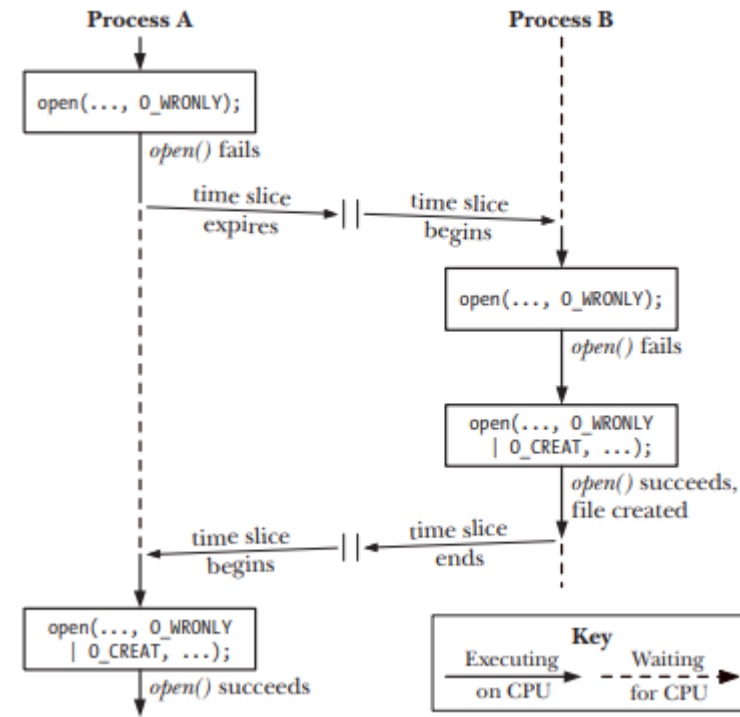 Process A
Process B
open(..., O_WRONLY);
open() fails
time slice
expires
time slice
begins
open(..., O_WRONLY);
open() fails
open(..., O_WRONLY
| O_CREAT, ...);
open() succeeds,
file created
time slice
ends
time slice
begins
open(..., O_WRONLY
| O_CREAT, ...);
open() succeeds
Key
Executing
on CPU
Waiting
for CPU